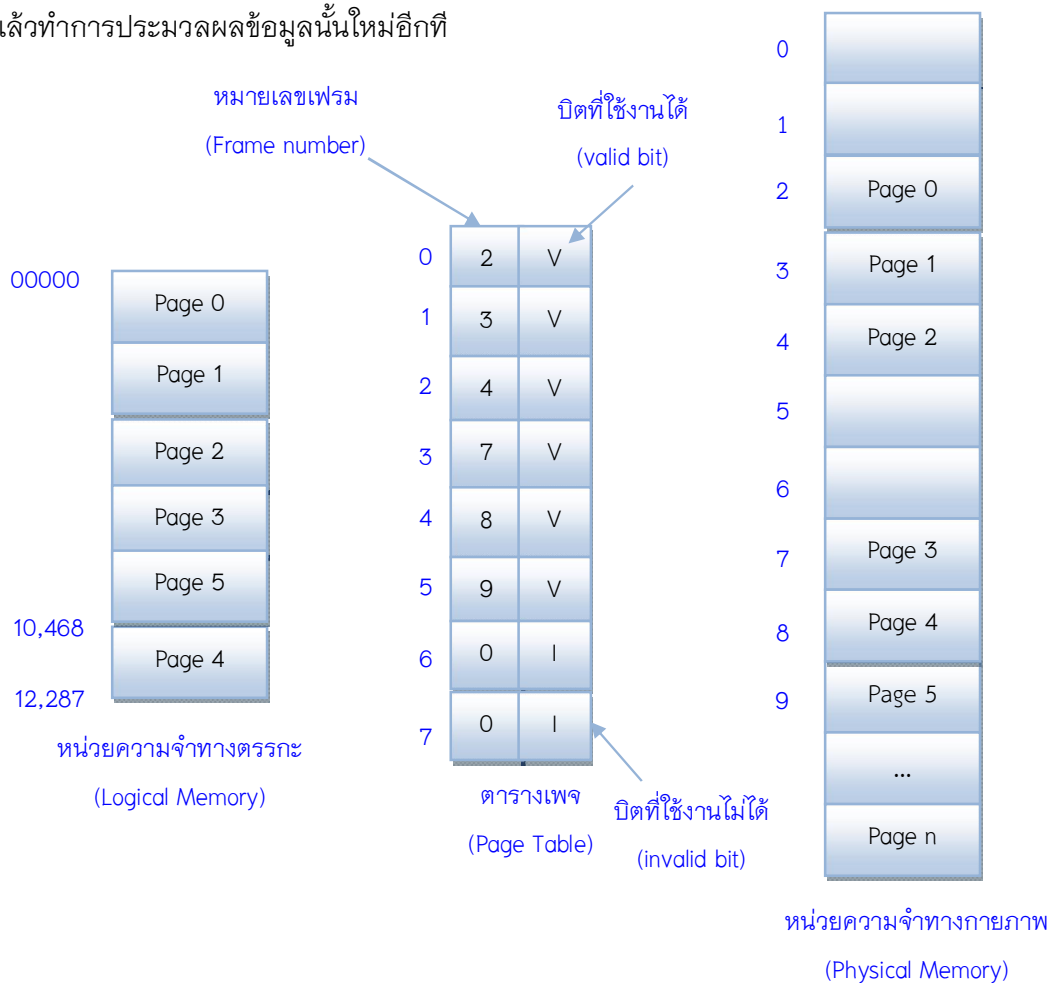 แล้วทำการประมวลผลข้อมูลนั้นใหม่อีกที
หมายเลขเฟรม
(Frame number)
บิตที่ใช้งานได้
(valid bit)
00000
Page 0
Page 1
Page 2
Page 3
Page 5
10,468
Page 4
12,287
หน่วยความจำทางตรรกะ
(Logical Memory)
0 2 V
1 3 V
2 4 V
3 7 V
4 8 V
5 9 V
6 0 I
7 0 I
ตารางเพจ
(Page Table)
บิตที่ใช้งานไม่ได้
(invalid bit)
0
1
2 Page 0
3 Page 1
4 Page 2
5
6
7 Page 3
8 Page 4
9 Page 5
...
Page n
หน่วยความจำทางกายภาพ
(Physical Memory)